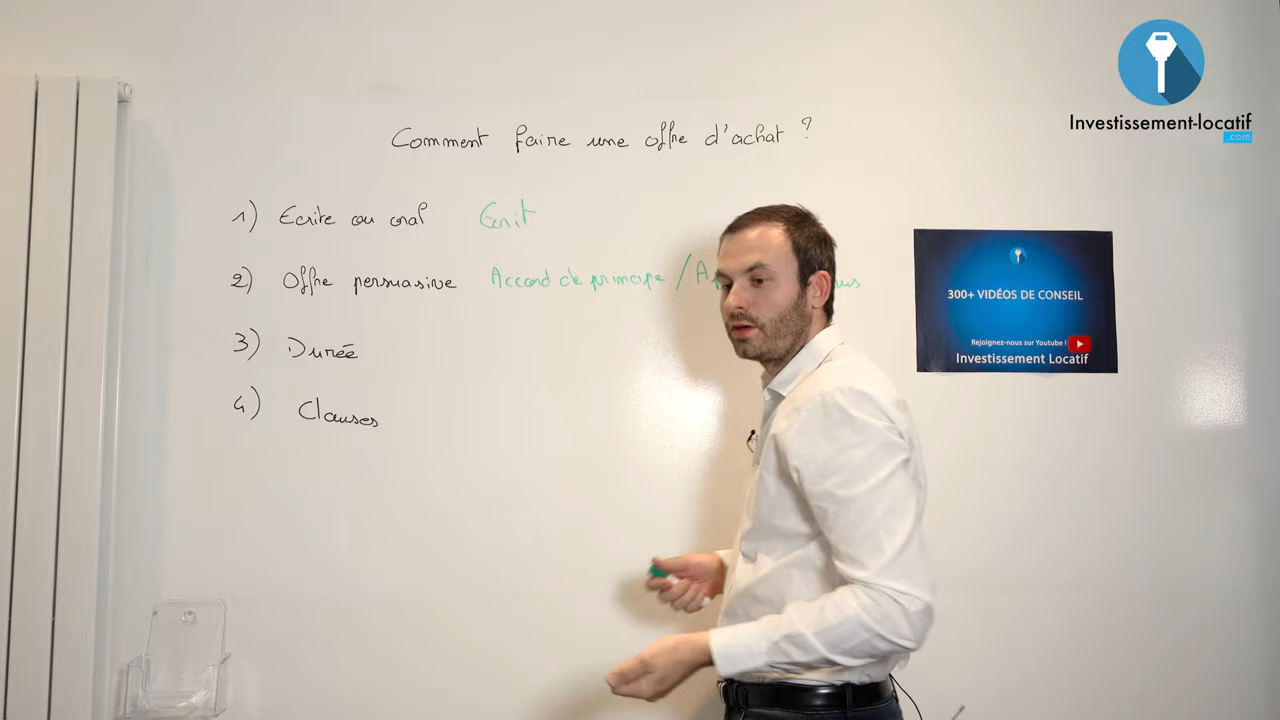 Investissement-locatif
.com
Comment faire une offre d'achat ?
1) Ecrite ou oral Ecrit
2) Offre persuasive Accord de principe /
3) Durée
4) Clauses
300+ VIDÉOS DE CONSEIL
Rejoignez-nous sur Youtube !
Investissement Locatif